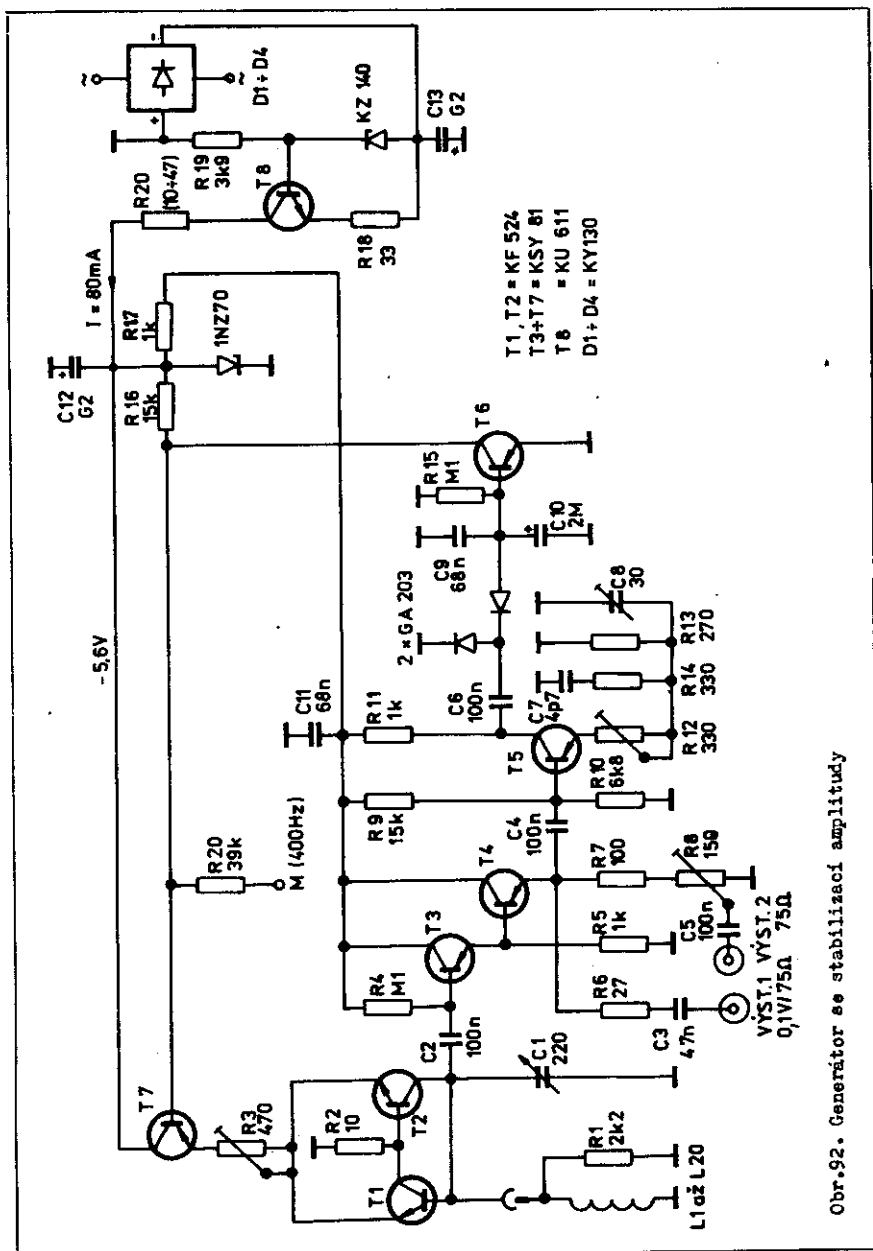 ~
D1÷D4
~
+
-
R19
3k9
KZ 140
C13
G2
+
R20
(10÷47)
T8
R18
33
I = 80mA
C12
G2
+
R17
1k
R16
15k
1NZ70
-5,6V
T1, T2 = KF 524
T3÷T7 = KSY 81
T8 = KU 611
D1÷D4 = KY130
T6
R15
M1
C9
68n
C10
2M
+
2 × GA 203
C8
30
R13
270
R14
330
R12
330
C11
68n
R11
1k
C6
100n
C7
4p7
T5
R9
15k
R10
6k8
C4
100n
R20
39k
M (400Hz)
T4
T3
R7
100
R8
150
R5
1k
C5
100n
R4
M1
R6
27
C3
47n
VÝST.1 VÝST.2
0,1V/75Ω 75Ω
C2
100n
T7
R3
470
R2
10
T2
T1
C1
220
R1
2k2
L1 až L20
Obr.92. Generátor se stabilizací amplitudy